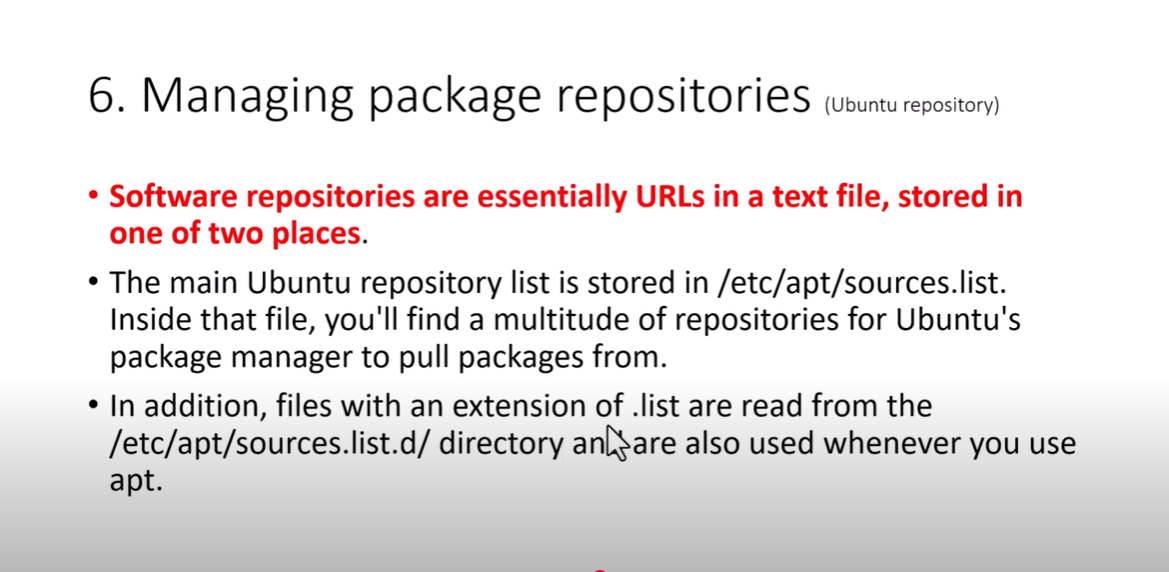 6. Managing package repositories (Ubuntu repository)
• Software repositories are essentially URLs in a text file, stored in
one of two places.
• The main Ubuntu repository list is stored in /etc/apt/sources.list.
Inside that file, you'll find a multitude of repositories for Ubuntu's
package manager to pull packages from.
• In addition, files with an extension of .list are read from the
/etc/apt/sources.list.d/ directory and are also used whenever you use
apt.